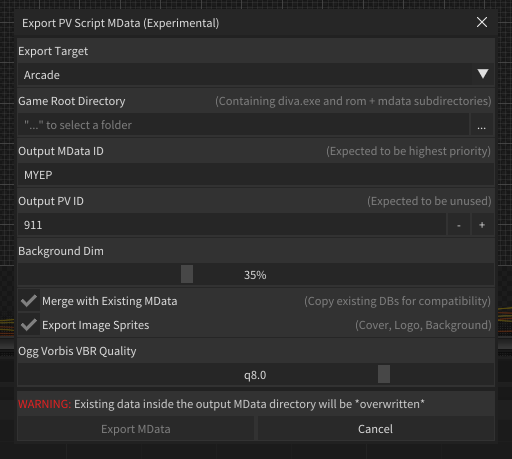 Export PV Script MData (Experimental)
Export Target
Arcade
Game Root Directory (Containing diva.exe and rom + mdata subdirectories)
"..." to select a folder ...
Output MData ID (Expected to be highest priority)
MYEP
Output PV ID (Expected to be unused)
911 - +
Background Dim
35%
Merge with Existing MData (Copy existing DBs for compatibility)
Export Image Sprites (Cover, Logo, Background)
Ogg Vorbis VBR Quality
q8.0
WARNING: Existing data inside the output MData directory will be *overwritten*
Export MData Cancel